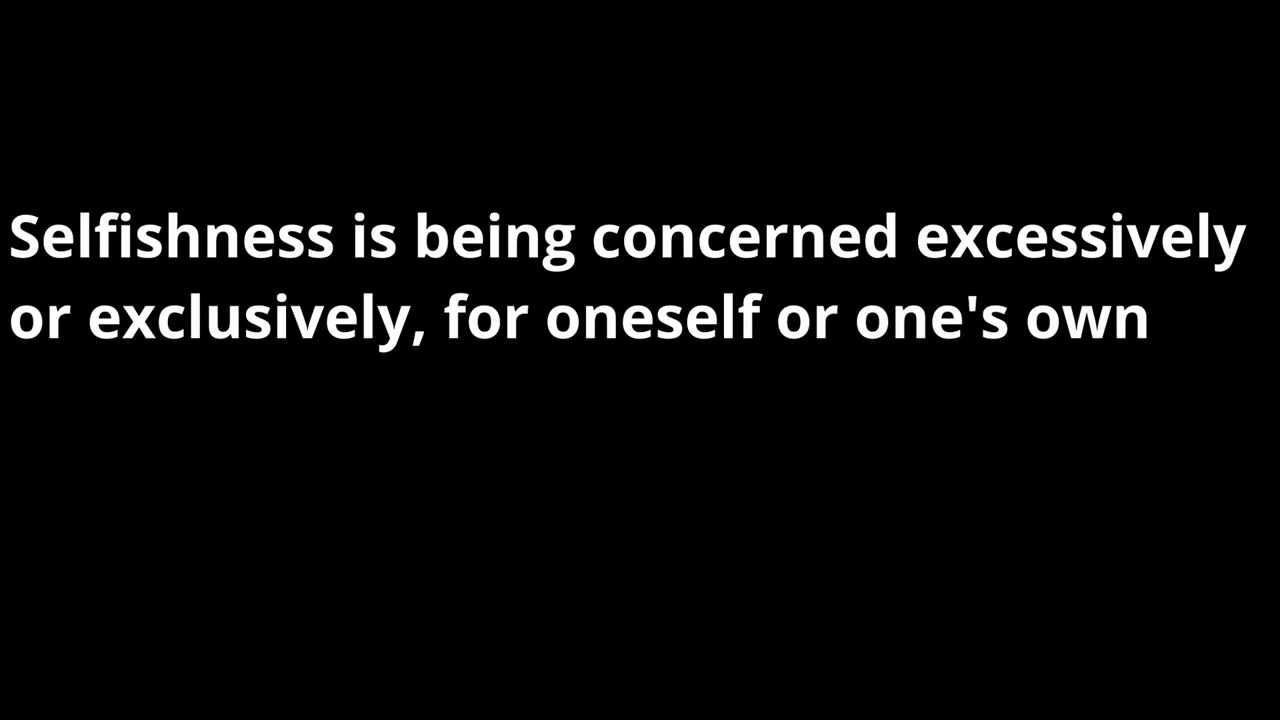 Selfishness is being concerned excessively
or exclusively, for oneself or one's own